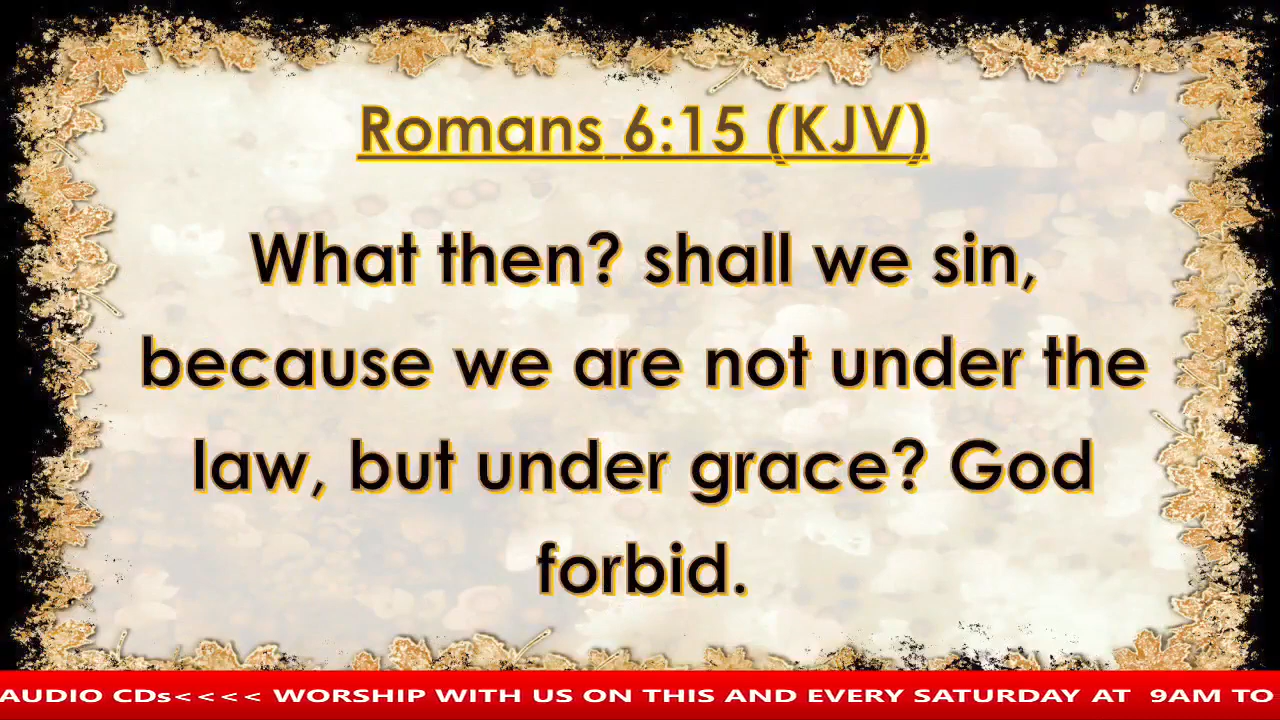 Romans 6:15 (KJV)
What then? shall we sin,
because we are not under the
law, but under grace? God
forbid.
AUDIO CDs<<<< WORSHIP WITH US ON THIS AND EVERY SATURDAY AT 9AM TO